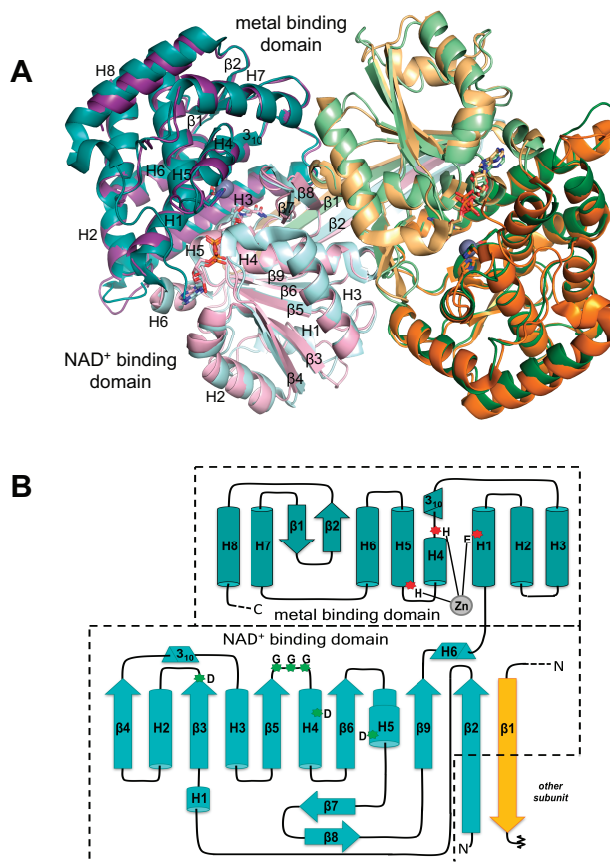 A
metal binding
domain
H8
β2
H7
β1
H4
3₁₀
H6
H5
H3
β8
β7
β1
H1
β2
H2
H5
H4
β9
β6
H3
H6
β5
H1
NAD⁺ binding
domain
β3
β4
H2
B
3₁₀
H8 H7 β1 β2 H6 H5 H H4 E H1 H2 H3
H
Zn
C
metal binding domain
NAD⁺ binding domain
3₁₀ G G G H6 N
D
β4 H2 β3 H3 β5 H4 D β6 D H5 β9 β2 β1
H1
β7
β8
other
subunit
N